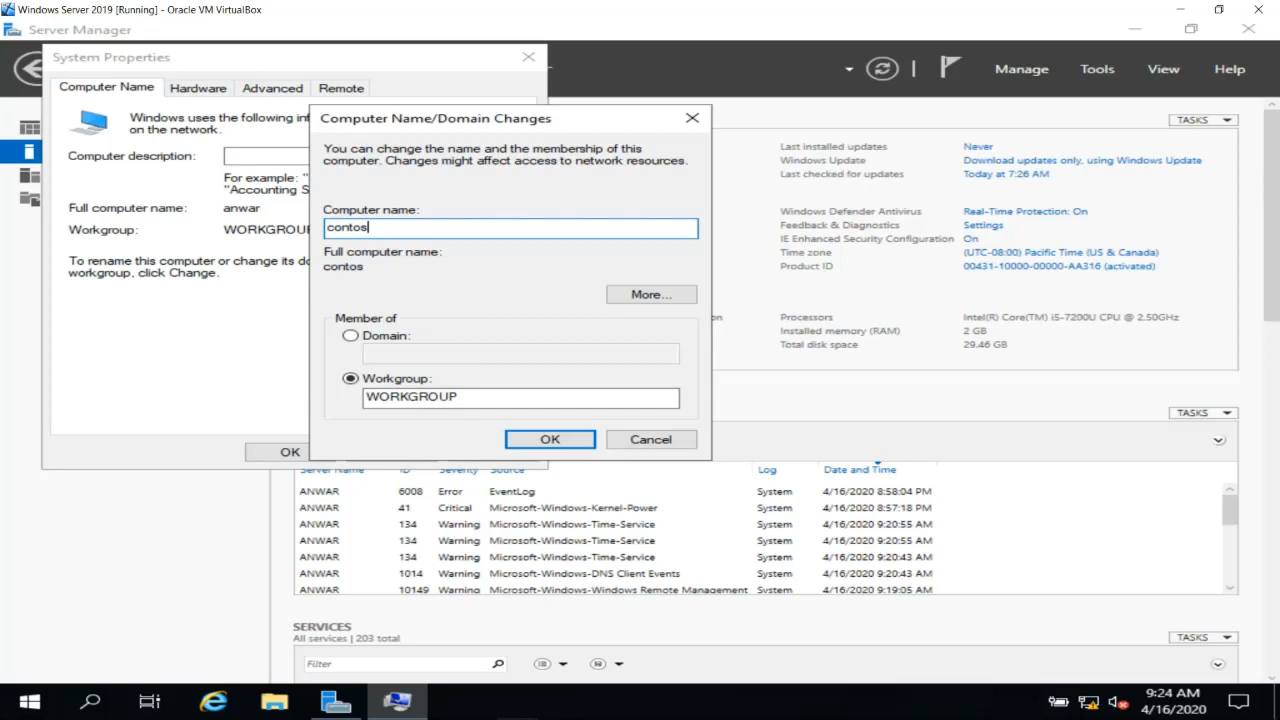 Windows Server 2019 [Running] - Oracle VM VirtualBox
Server Manager
Manage Tools View Help
System Properties
Computer Name Hardware Advanced Remote
Windows uses the following inf
on the network.
Computer description:
For example: "
"Accounting S
Full computer name: anwar
Workgroup: WORKGROUP
To rename this computer or change its do
workgroup, click Change.
OK
Computer Name/Domain Changes
You can change the name and the membership of this
computer. Changes might affect access to network resources.
Computer name:
contos
Full computer name:
contos
More...
Member of
Domain:
Workgroup:
WORKGROUP
OK Cancel
TASKS
Last installed updates Never
Windows Update Download updates only, using Windows Update
Last checked for updates Today at 7:26 AM
Windows Defender Antivirus Real-Time Protection: On
Feedback & Diagnostics Settings
IE Enhanced Security Configuration On
Time zone (UTC-08:00) Pacific Time (US & Canada)
Product ID 00431-10000-00000-AA316 (activated)
on
Processors Intel(R) Core(TM) i5-7200U CPU @ 2.50GHz
Installed memory (RAM) 2 GB
Total disk space 29.46 GB
TASKS
Server Name ID Severity Source Log Date and Time
ANWAR 6008 Error EventLog System 4/16/2020 8:58:04 PM
ANWAR 41 Critical Microsoft-Windows-Kernel-Power System 4/16/2020 8:57:18 PM
ANWAR 134 Warning Microsoft-Windows-Time-Service System 4/16/2020 9:20:55 AM
ANWAR 134 Warning Microsoft-Windows-Time-Service System 4/16/2020 9:20:55 AM
ANWAR 134 Warning Microsoft-Windows-Time-Service System 4/16/2020 9:20:43 AM
ANWAR 1014 Warning Microsoft-Windows-DNS Client Events System 4/16/2020 9:20:43 AM
ANWAR 10149 Warning Microsoft-Windows-Windows Remote Management System 4/16/2020 9:19:05 AM
SERVICES
All services | 203 total
TASKS
Filter
9:24 AM
4/16/2020